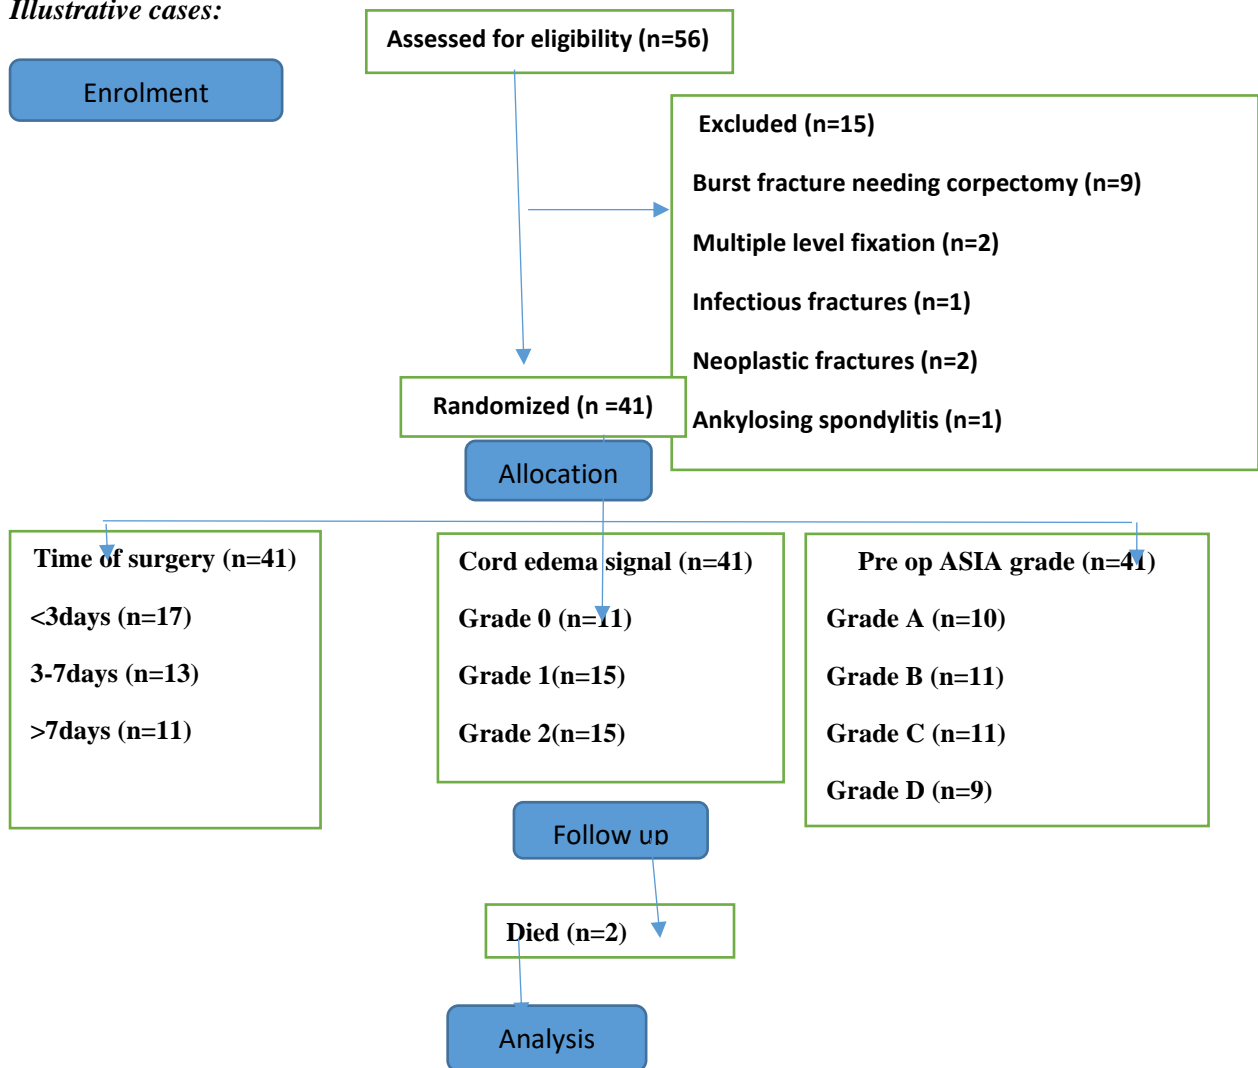 Illustrative cases:
Assessed for eligibility (n=56)
Enrolment
Excluded (n=15)
Burst fracture needing corpectomy (n=9)
Multiple level fixation (n=2)
Infectious fractures (n=1)
Neoplastic fractures (n=2)
Ankylosing spondylitis (n=1)
Randomized (n =41)
Allocation
Time of surgery (n=41)
<3days (n=17)
3-7days (n=13)
>7days (n=11)
Cord edema signal (n=41)
Grade 0 (n=11)
Grade 1(n=15)
Grade 2(n=15)
Pre op ASIA grade (n=41)
Grade A (n=10)
Grade B (n=11)
Grade C (n=11)
Grade D (n=9)
Follow up
Died (n=2)
Analysis